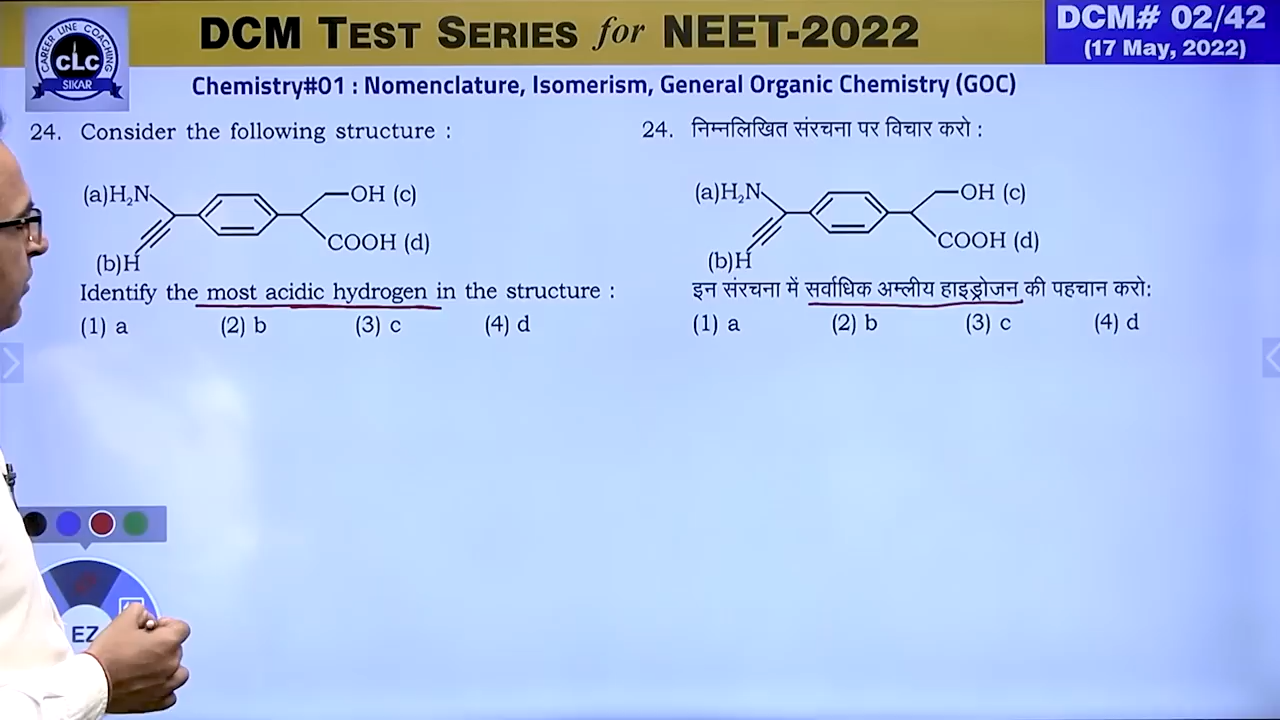 CAREER LINE COACHING
CLC
SIKAR
DCM TEST SERIES for NEET-2022
DCM# 02/42
(17 May, 2022)
Chemistry#01 : Nomenclature, Isomerism, General Organic Chemistry (GOC)
24. Consider the following structure :
(a)H₂N
OH (c)
COOH (d)
(b)H
Identify the most acidic hydrogen in the structure :
(1) a (2) b (3) c (4) d
24. निम्नलिखित संरचना पर विचार करो :
(a)H₂N
OH (c)
COOH (d)
(b)H
इन संरचना में सर्वाधिक अम्लीय हाइड्रोजन की पहचान करो:
(1) a (2) b (3) c (4) d
EZ